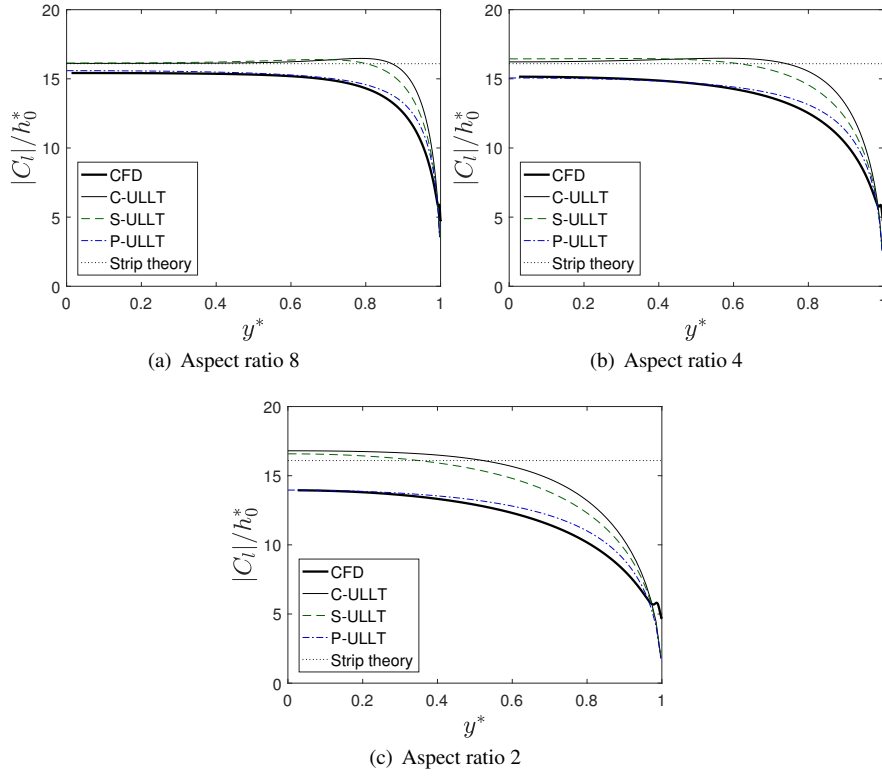 20
15
10
5
0
|C_l|/h_0^*
CFD
C-ULLT
S-ULLT
P-ULLT
Strip theory
0 0.2 0.4 0.6 0.8 1
y*
(a) Aspect ratio 8
20
15
10
5
0
|C_l|/h_0^*
CFD
C-ULLT
S-ULLT
P-ULLT
Strip theory
0 0.2 0.4 0.6 0.8 1
y*
(b) Aspect ratio 4
20
15
10
5
0
|C_l|/h_0^*
CFD
C-ULLT
S-ULLT
P-ULLT
Strip theory
0 0.2 0.4 0.6 0.8 1
y*
(c) Aspect ratio 2